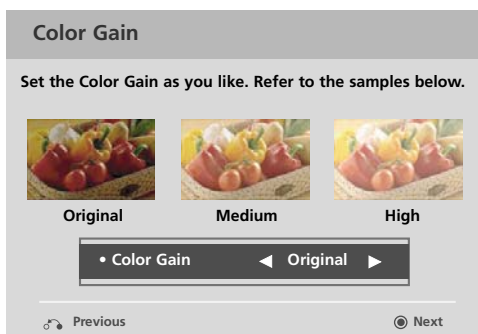 Color Gain
Set the Color Gain as you like. Refer to the samples below.
Original Medium High
• Color Gain ◀ Original ▶
Previous Next